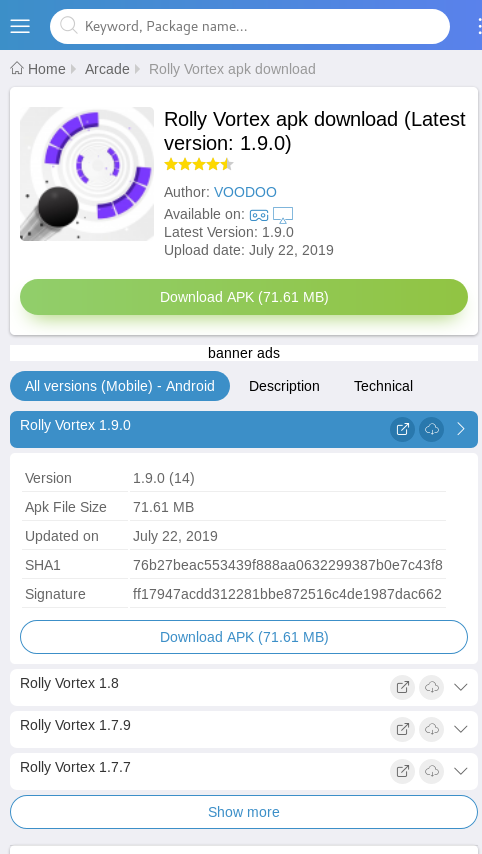 Keyword, Package name...
Home Arcade Rolly Vortex apk download
Rolly Vortex apk download (Latest
version: 1.9.0)
Author: VOODOO
Available on:
Latest Version: 1.9.0
Upload date: July 22, 2019
Download APK (71.61 MB)
banner ads
All versions (Mobile) - Android Description Technical
Rolly Vortex 1.9.0
Version 1.9.0 (14)
Apk File Size 71.61 MB
Updated on July 22, 2019
SHA1 76b27beac553439f888aa0632299387b0e7c43f8
Signature ff17947acdd312281bbe872516c4de1987dac662
Download APK (71.61 MB)
Rolly Vortex 1.8
Rolly Vortex 1.7.9
Rolly Vortex 1.7.7
Show more